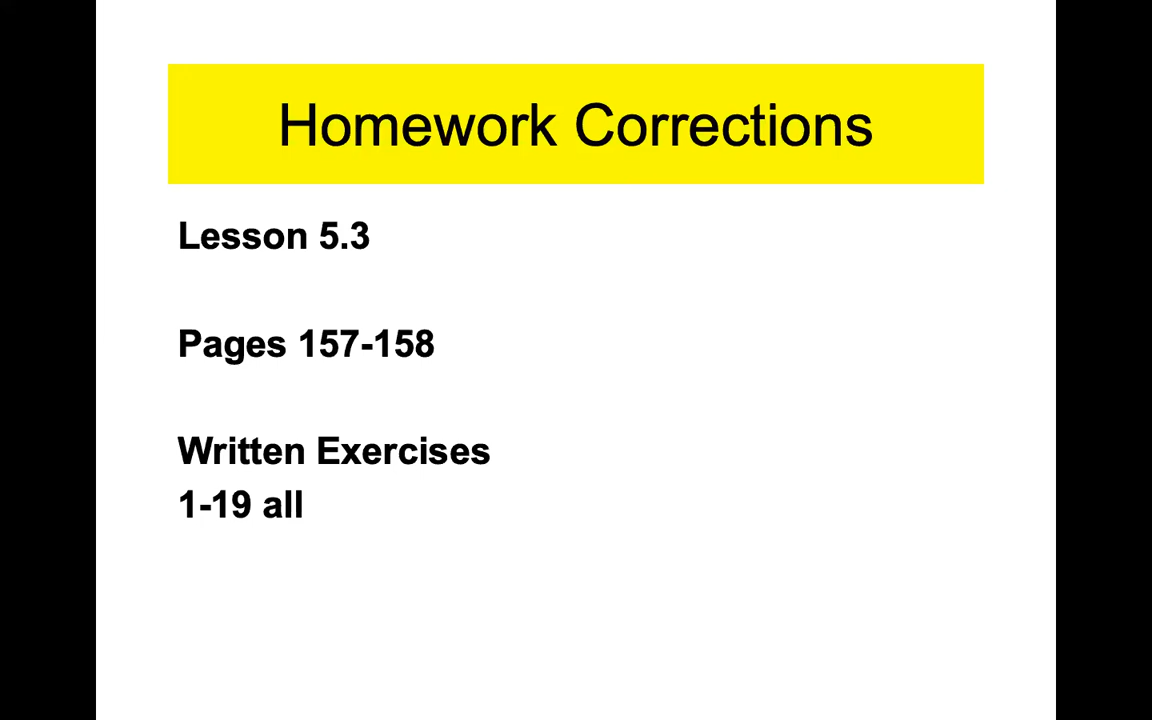 Homework Corrections
Lesson 5.3
Pages 157-158
Written Exercises
1-19 all